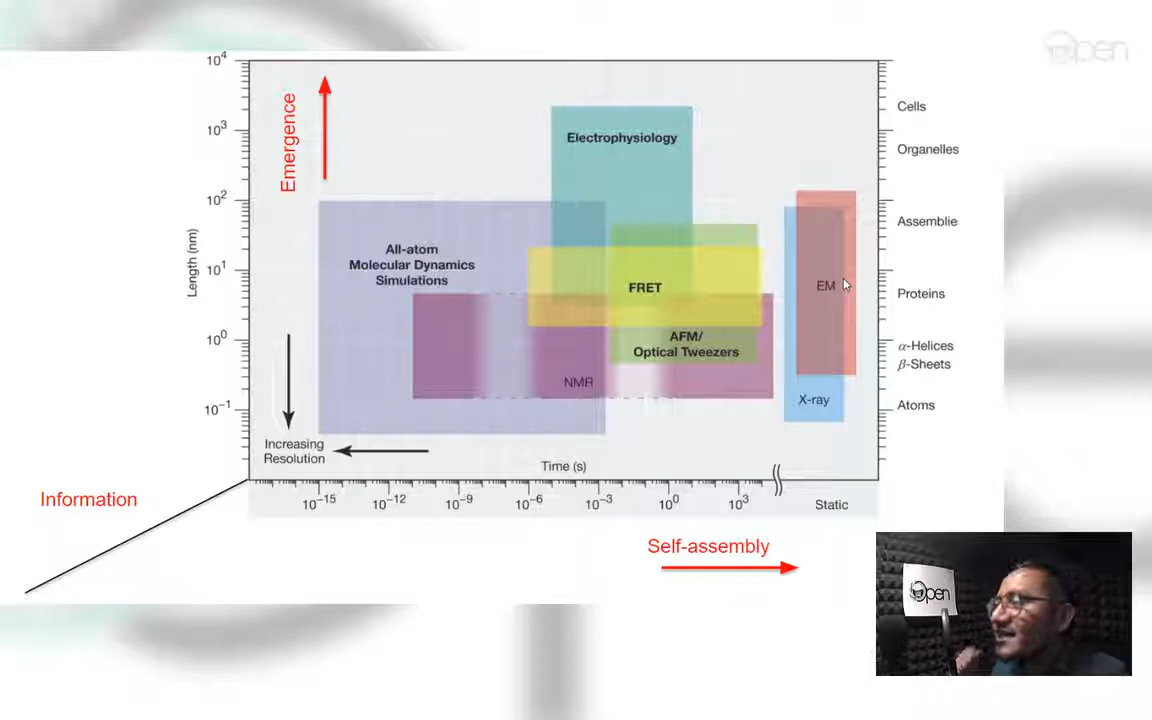 Open
10⁴
10³
10²
10¹
10⁰
10⁻¹
Length (nm)
Emergence
Electrophysiology
All-atom
Molecular Dynamics
Simulations
FRET
AFM/
Optical Tweezers
NMR
EM
X-ray
Cells
Organelles
Assemblie
Proteins
α-Helices
β-Sheets
Atoms
Increasing
Resolution
Time (s)
10⁻¹⁵ 10⁻¹² 10⁻⁹ 10⁻⁶ 10⁻³ 10⁰ 10³ Static
Information
Self-assembly
Open